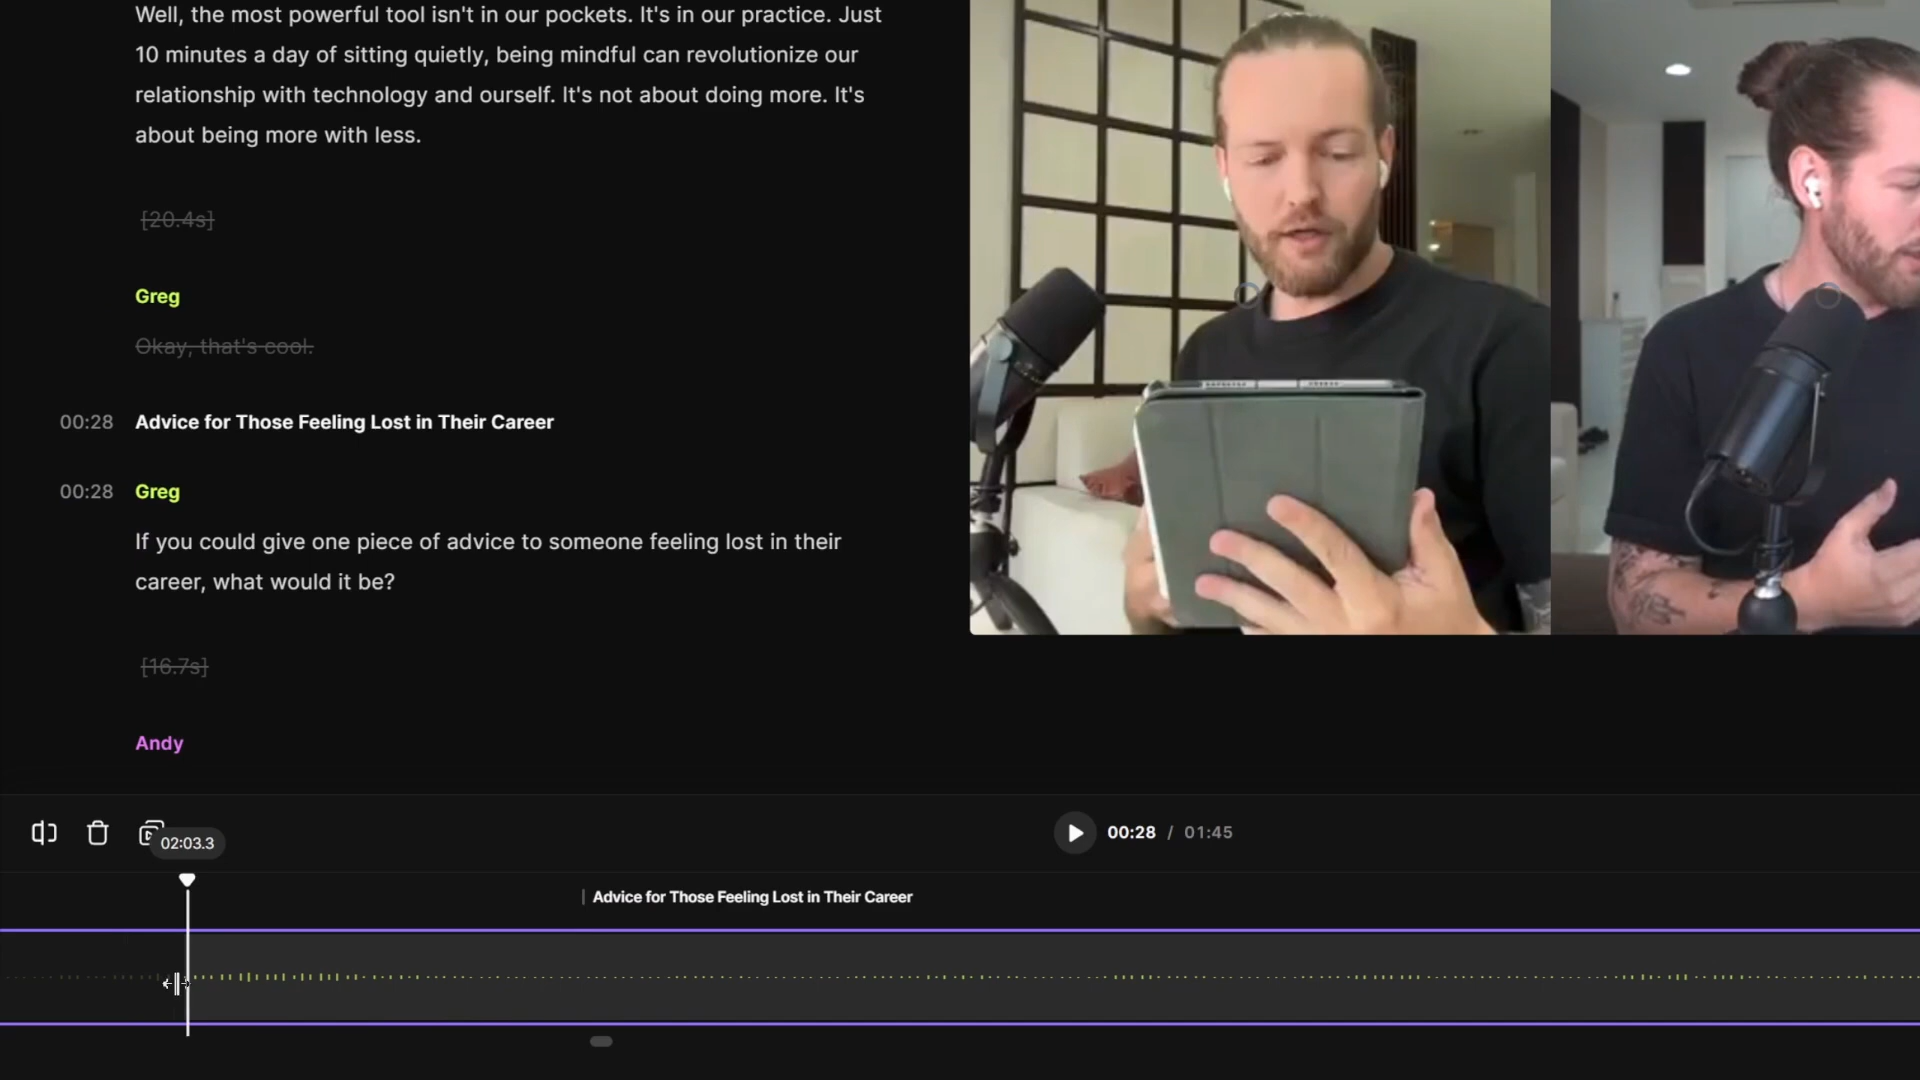 Well, the most powerful tool isn't in our pockets. It's in our practice. Just
10 minutes a day of sitting quietly, being mindful can revolutionize our
relationship with technology and ourself. It's not about doing more. It's
about being more with less.
[20.4s]
Greg
Okay, that's cool.
00:28 Advice for Those Feeling Lost in Their Career
00:28 Greg
If you could give one piece of advice to someone feeling lost in their
career, what would it be?
[16.7s]
Andy
02:03.3
00:28 / 01:45
Advice for Those Feeling Lost in Their Career